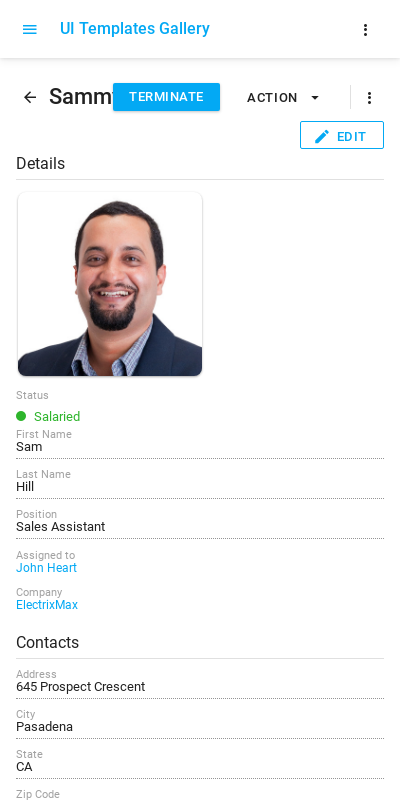 UI Templates Gallery
Sammy TERMINATE ACTION
EDIT
Details
Status
Salaried
First Name
Sam
Last Name
Hill
Position
Sales Assistant
Assigned to
John Heart
Company
ElectrixMax
Contacts
Address
645 Prospect Crescent
City
Pasadena
State
CA
Zip Code